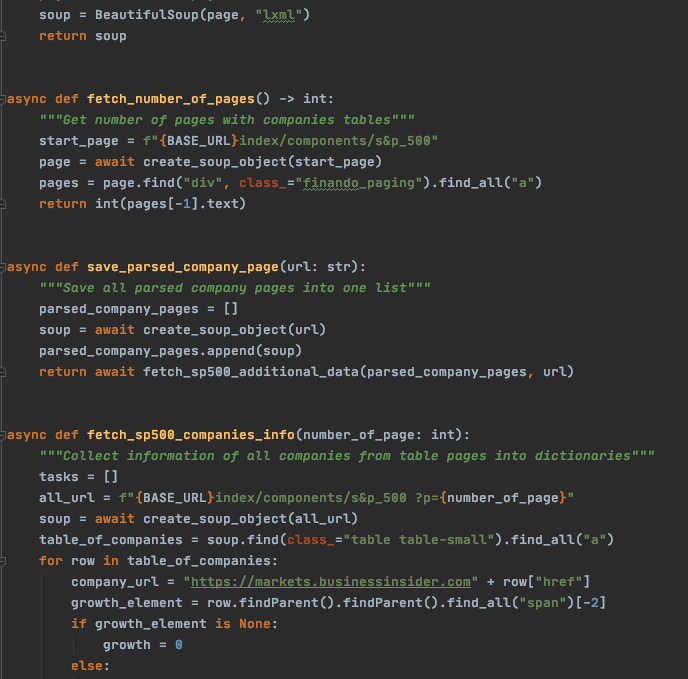 soup = BeautifulSoup(page, "lxml")
return soup
async def fetch_number_of_pages() -> int:
"""Get number of pages with companies tables"""
start_page = f"{BASE_URL}index/components/s&p_500"
page = await create_soup_object(start_page)
pages = page.find("div", class_="finando_paging").find_all("a")
return int(pages[-1].text)
async def save_parsed_company_page(url: str):
"""Save all parsed company pages into one list"""
parsed_company_pages = []
soup = await create_soup_object(url)
parsed_company_pages.append(soup)
return await fetch_sp500_additional_data(parsed_company_pages, url)
async def fetch_sp500_companies_info(number_of_page: int):
"""Collect information of all companies from table pages into dictionaries"""
tasks = []
all_url = f"{BASE_URL}index/components/s&p_500 ?p={number_of_page}"
soup = await create_soup_object(all_url)
table_of_companies = soup.find(class_="table table-small").find_all("a")
for row in table_of_companies:
company_url = "https://markets.businessinsider.com" + row["href"]
growth_element = row.findParent().findParent().find_all("span")[-2]
if growth_element is None:
growth = 0
else: